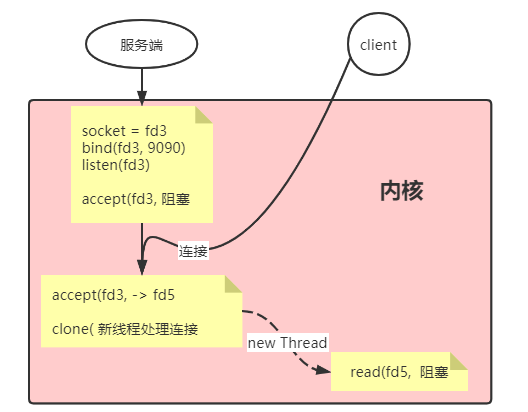 服务端
client
socket = fd3
bind(fd3, 9090)
listen(fd3)
accept(fd3, 阻塞
内核
连接
accept(fd3, -> fd5
clone( 新线程处理连接
new Thread
read(fd5, 阻塞